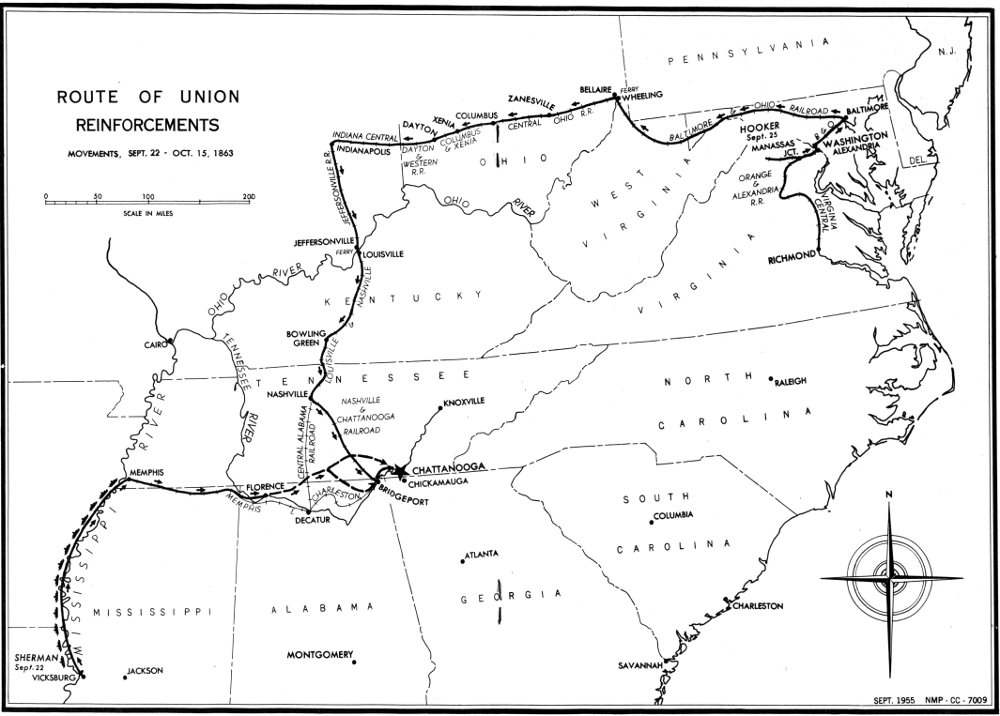 ROUTE OF UNION
REINFORCEMENTS
MOVEMENTS, SEPT. 22 - OCT. 15, 1863
0 50 100 200
SCALE IN MILES
PENNSYLVANIA
N.J.
BELLAIRE
FERRY
WHEELING
ZANESVILLE
COLUMBUS
XENIA
DAYTON
INDIANA CENTRAL
INDIANAPOLIS
COLUMBUS
& XENIA
CENTRAL OHIO R.R.
DAYTON
&
WESTERN
R.R.
OHIO
BALTIMORE & OHIO RAILROAD
BALTIMORE
HOOKER
Sept. 25
B & O
MANASSAS
JCT.
WASHINGTON
ALEXANDRIA
DEL.
ORANGE
&
ALEXANDRIA
R.R.
VIRGINIA
CENTRAL
WEST
VIRGINIA
JEFFERSONVILLE R.R.
OHIO RIVER
JEFFERSONVILLE
FERRY
LOUISVILLE
RICHMOND
VIRGINIA
OHIO RIVER
KENTUCKY
LOUISVILLE & NASHVILLE
BOWLING
GREEN
CAIRO
TENNESSEE
RIVER
TENNESSEE
NASHVILLE
NASHVILLE
&
CHATTANOOGA
RAILROAD
CENTRAL ALABAMA
RAILROAD
KNOXVILLE
NORTH
RALEIGH
CAROLINA
MISSISSIPPI RIVER
MEMPHIS
FLORENCE
MEMPHIS
CHARLESTON
CHATTANOOGA
CHICKAMAUGA
BRIDGEPORT
DECATUR
SOUTH
COLUMBIA
CAROLINA
N
ATLANTA
GEORGIA
MISSISSIPPI
ALABAMA
CHARLESTON
SHERMAN
Sept. 22
VICKSBURG
JACKSON
MONTGOMERY
SAVANNAH
SEPT. 1955 NMP - CC - 7009